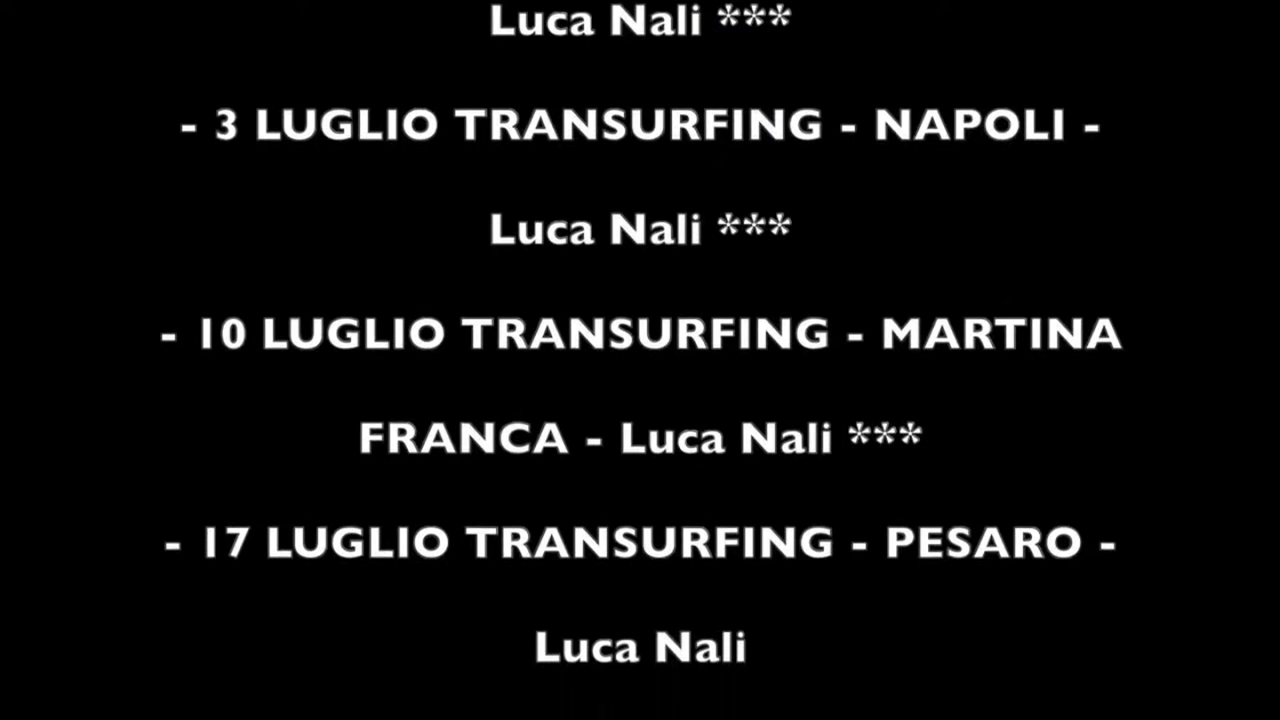 Luca Nali ***
- 3 LUGLIO TRANSURFING - NAPOLI -
Luca Nali ***
- 10 LUGLIO TRANSURFING - MARTINA
FRANCA - Luca Nali ***
- 17 LUGLIO TRANSURFING - PESARO -
Luca Nali